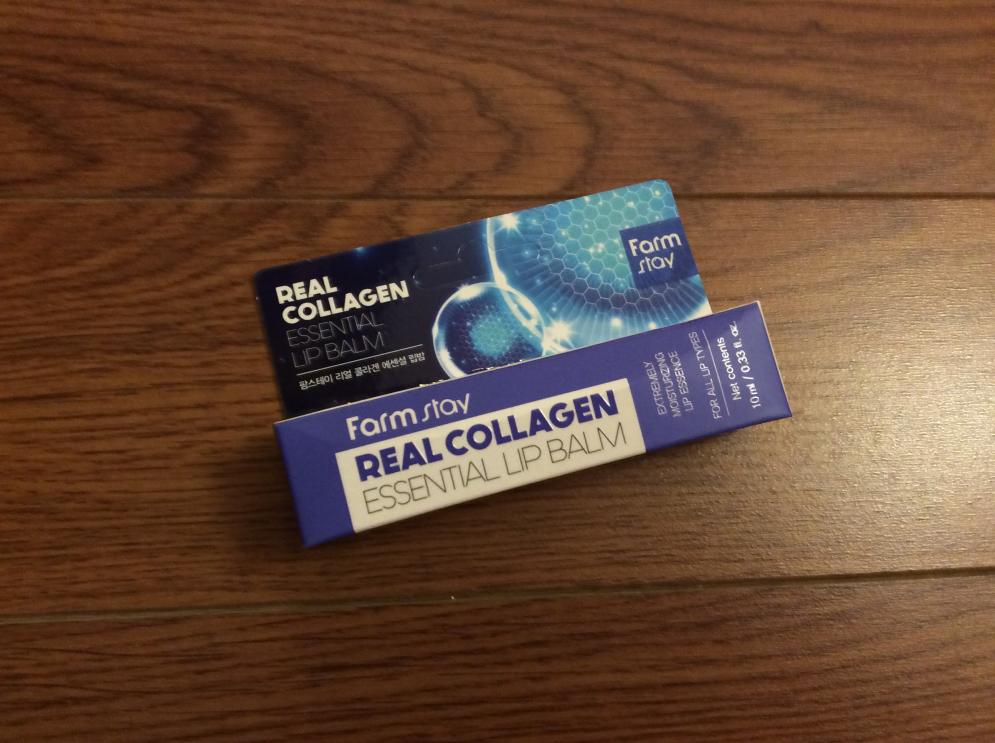 REAL
COLLAGEN
ESSENTIAL
LIP BALM
팜스테이 리얼 콜라겐 에센셜 립밤
Farm
stay
Farm stay
REAL COLLAGEN
ESSENTIAL LIP BALM
EXTREMELY
MOISTURIZING
LIP ESSENCE
FOR ALL LIP TYPES
Net contents
10 ml / 0.33 fl. oz.